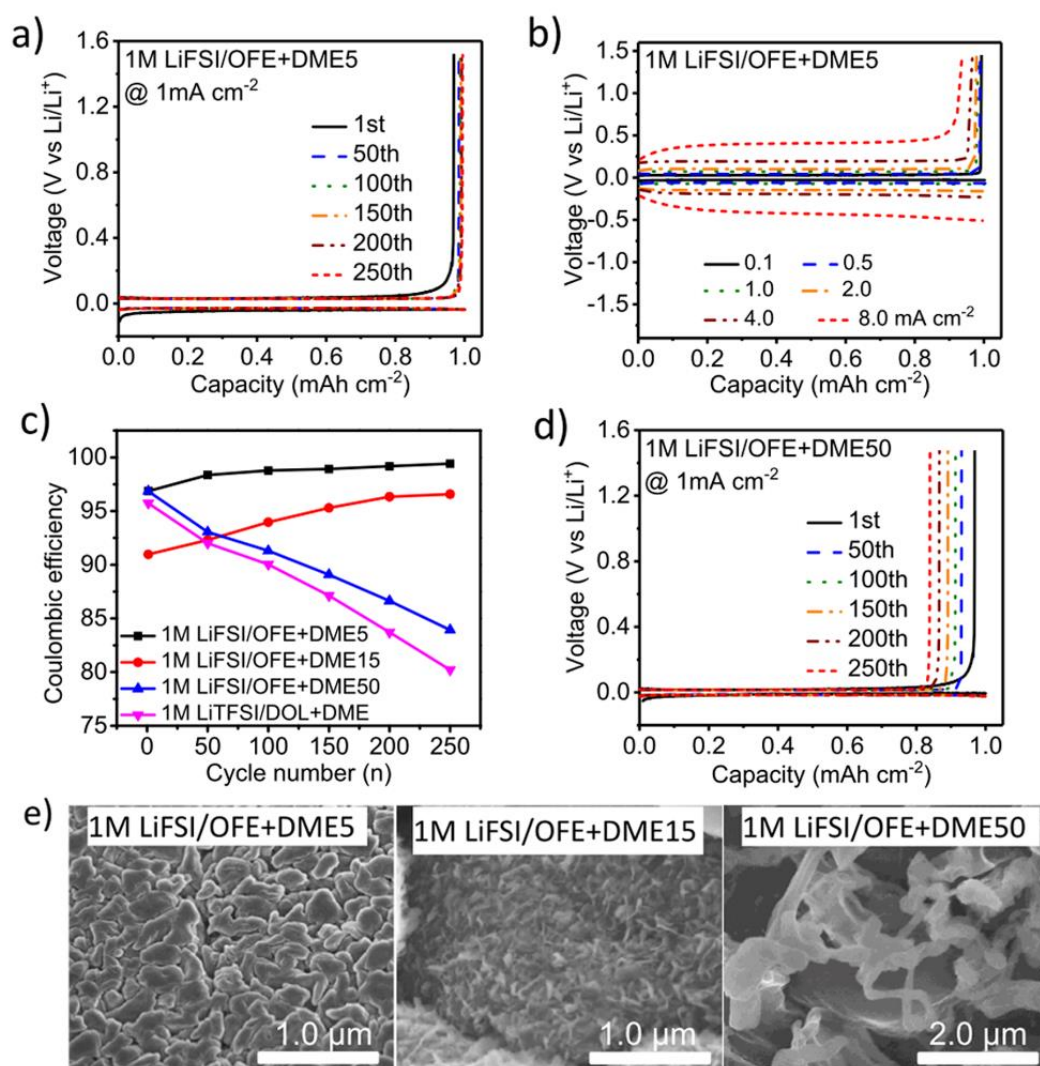 a)
1M LiFSI/OFE+DME5
@ 1mA cm⁻²
1st
50th
100th
150th
200th
250th
1.6
1.2
0.8
0.4
0.0
Voltage (V vs Li/Li⁺)
0.0 0.2 0.4 0.6 0.8 1.0
Capacity (mAh cm⁻²)
b)
1M LiFSI/OFE+DME5
1.5
1.0
0.5
0.0
-0.5
-1.0
-1.5
Voltage (V vs Li/Li⁺)
0.1 0.5
1.0 2.0
4.0 8.0 mA cm⁻²
0.0 0.2 0.4 0.6 0.8 1.0
Capacity (mAh cm⁻²)
c)
100
95
90
85
80
75
Coulombic efficiency
1M LiFSI/OFE+DME5
1M LiFSI/OFE+DME15
1M LiFSI/OFE+DME50
1M LiTFSI/DOL+DME
0 50 100 150 200 250
Cycle number (n)
d)
1M LiFSI/OFE+DME50
@ 1mA cm⁻²
1st
50th
100th
150th
200th
250th
1.6
1.2
0.8
0.4
0.0
Voltage (V vs Li/Li⁺)
0.0 0.2 0.4 0.6 0.8 1.0
Capacity (mAh cm⁻²)
e)
1M LiFSI/OFE+DME5
1.0 µm
1M LiFSI/OFE+DME15
1.0 µm
1M LiFSI/OFE+DME50
2.0 µm